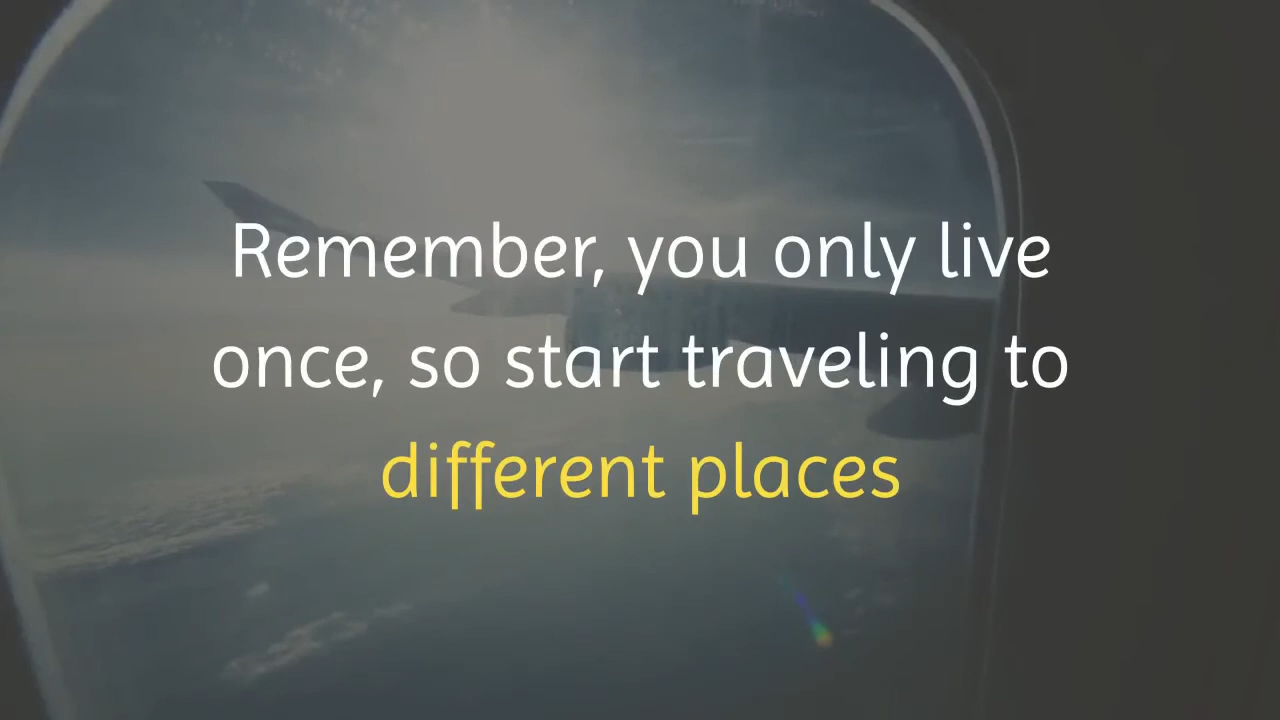 Remember, you only live
once, so start traveling to
different places